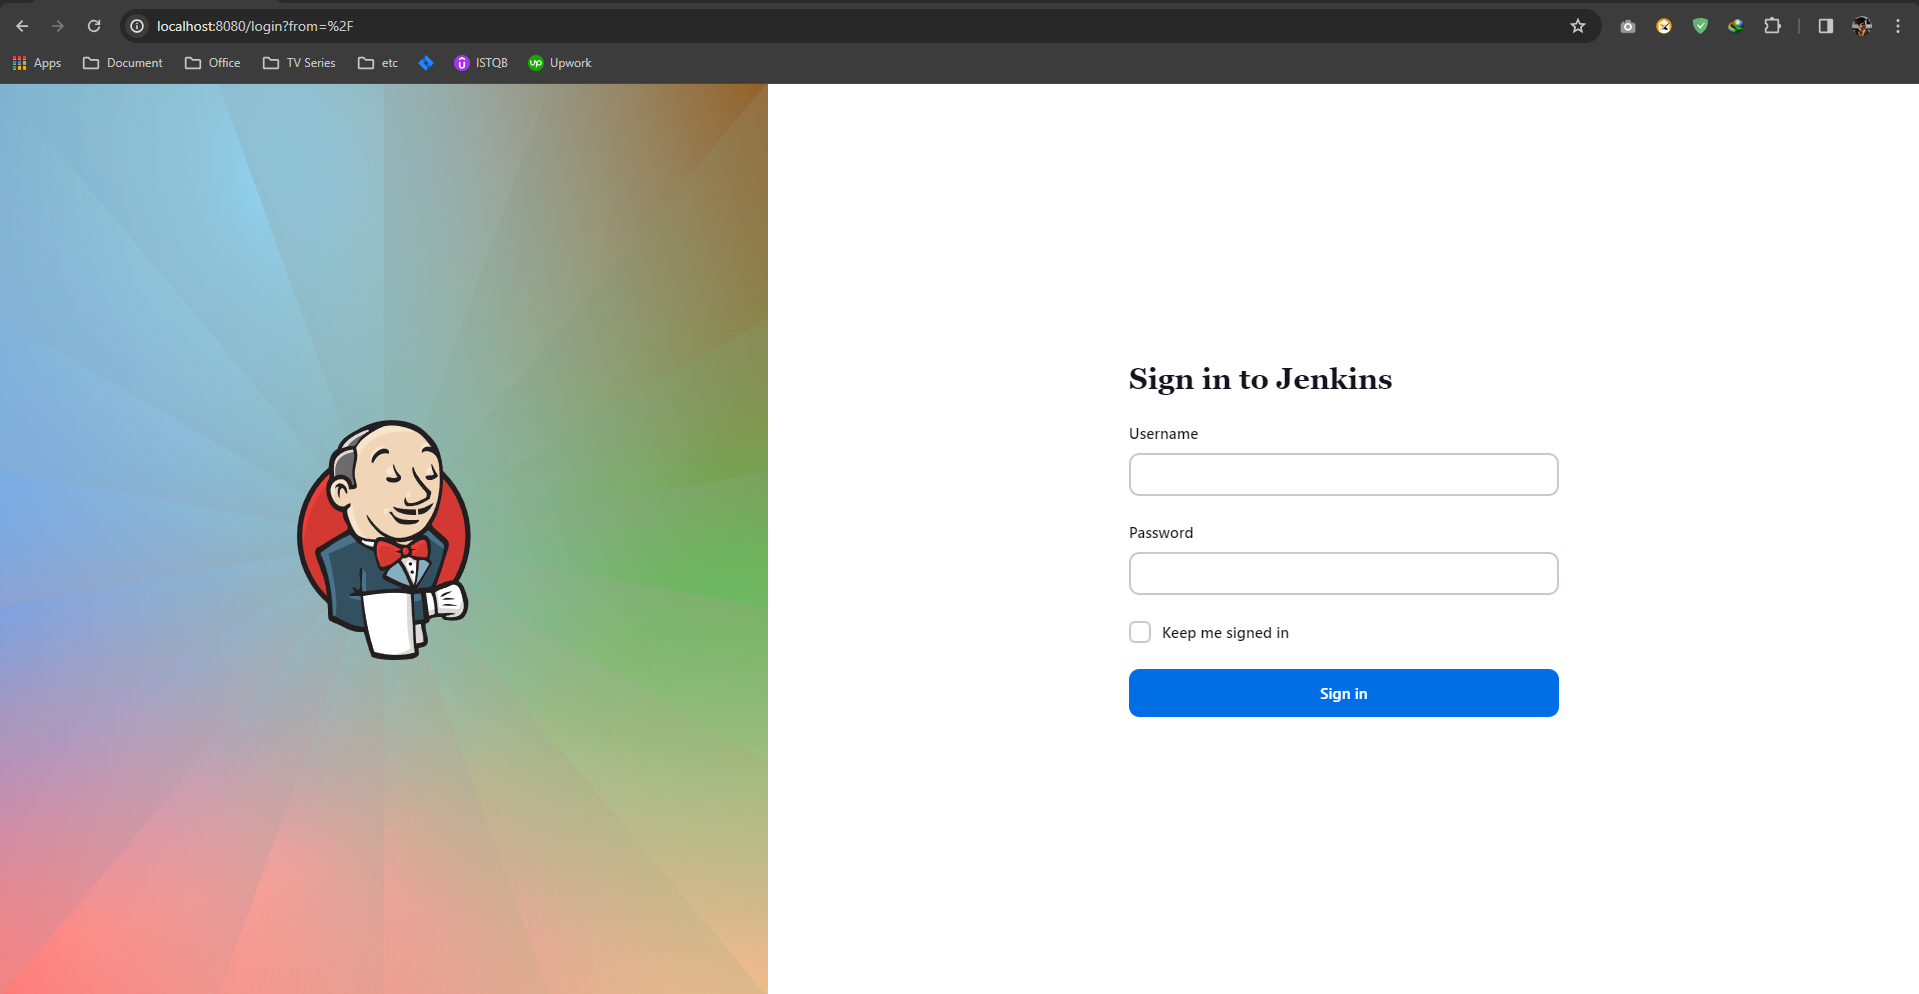 localhost:8080/login?from=%2F
Apps Document Office TV Series etc ISTQB up Upwork
Sign in to Jenkins
Username
Password
Keep me signed in
Sign in